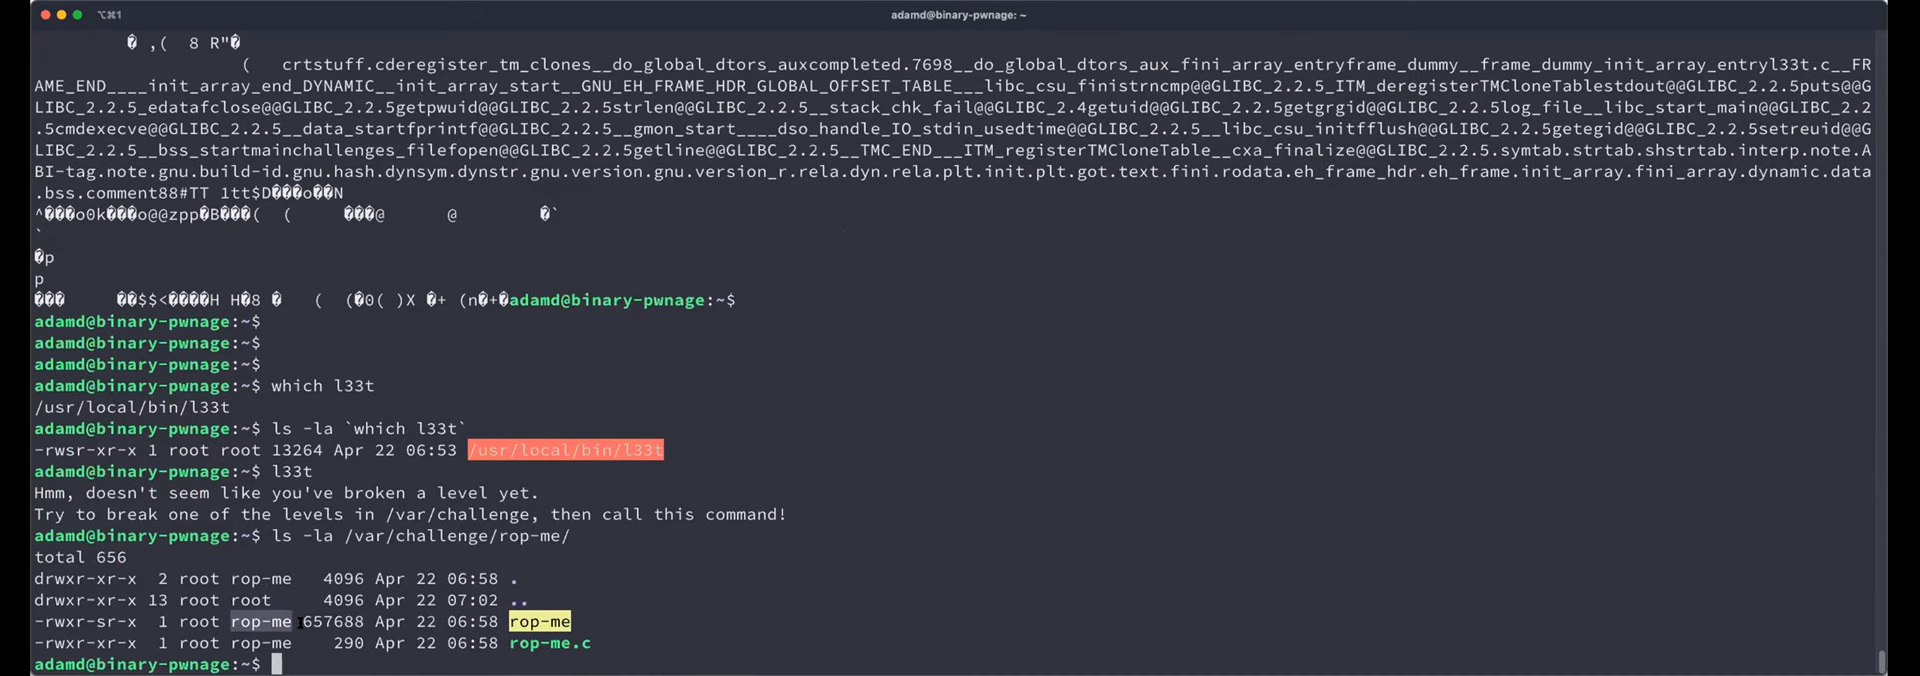 ⌥⌘1
adamd@binary-pwnage: ~
� ,( 8 R"�
( crtstuff.cderegister_tm_clones__do_global_dtors_auxcompleted.7698__do_global_dtors_aux_fini_array_entryframe_dummy__frame_dummy_init_array_entryl33t.c__FR
AME_END____init_array_end_DYNAMIC__init_array_start__GNU_EH_FRAME_HDR_GLOBAL_OFFSET_TABLE___libc_csu_finistrncmp@@GLIBC_2.2.5_ITM_deregisterTMCloneTablestdout@@GLIBC_2.2.5puts@@G
LIBC_2.2.5_edatafclose@@GLIBC_2.2.5getpwuid@@GLIBC_2.2.5strlen@@GLIBC_2.2.5__stack_chk_fail@@GLIBC_2.4getuid@@GLIBC_2.2.5getgrgid@@GLIBC_2.2.5log_file__libc_start_main@@GLIBC_2.2
.5cmdexecve@@GLIBC_2.2.5__data_startfprintf@@GLIBC_2.2.5__gmon_start____dso_handle_IO_stdin_usedtime@@GLIBC_2.2.5__libc_csu_initfflush@@GLIBC_2.2.5getegid@@GLIBC_2.2.5setreuid@@G
LIBC_2.2.5__bss_startmainchallenges_filefopen@@GLIBC_2.2.5getline@@GLIBC_2.2.5__TMC_END___ITM_registerTMCloneTable__cxa_finalize@@GLIBC_2.2.5.symtab.strtab.shstrtab.interp.note.A
BI-tag.note.gnu.build-id.gnu.hash.dynsym.dynstr.gnu.version.gnu.version_r.rela.dyn.rela.plt.init.plt.got.text.fini.rodata.eh_frame_hdr.eh_frame.init_array.fini_array.dynamic.data
.bss.comment88#TT 1tt$D���o��N
^���o0k���o@@zpp�B���( ( ���@ @ �`
`
�p
p
��� ��$$<����H H�8 � ( (�0( )X �+ (n�+�adamd@binary-pwnage:~$
adamd@binary-pwnage:~$
adamd@binary-pwnage:~$
adamd@binary-pwnage:~$
adamd@binary-pwnage:~$ which l33t
/usr/local/bin/l33t
adamd@binary-pwnage:~$ ls -la `which l33t`
-rwsr-xr-x 1 root root 13264 Apr 22 06:53 /usr/local/bin/l33t
adamd@binary-pwnage:~$ l33t
Hmm, doesn't seem like you've broken a level yet.
Try to break one of the levels in /var/challenge, then call this command!
adamd@binary-pwnage:~$ ls -la /var/challenge/rop-me/
total 656
drwxr-xr-x 2 root rop-me 4096 Apr 22 06:58 .
drwxr-xr-x 13 root root 4096 Apr 22 07:02 ..
-rwxr-sr-x 1 root rop-me 657688 Apr 22 06:58 rop-me
-rwxr-xr-x 1 root rop-me 290 Apr 22 06:58 rop-me.c
adamd@binary-pwnage:~$